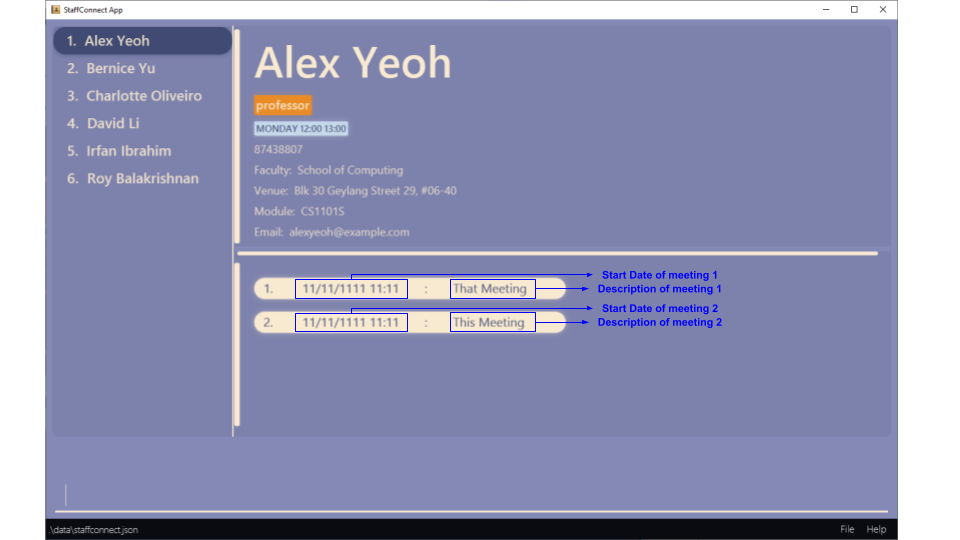 StaffConnect App
1. Alex Yeoh
2. Bernice Yu
3. Charlotte Oliveiro
4. David Li
5. Irfan Ibrahim
6. Roy Balakrishnan
Alex Yeoh
professor
MONDAY 12:00 13:00
87438807
Faculty: School of Computing
Venue: Blk 30 Geylang Street 29, #06-40
Module: CS1101S
Email: alexyeoh@example.com
1. 11/11/1111 11:11 : That Meeting
Start Date of meeting 1
Description of meeting 1
2. 11/11/1111 11:11 : This Meeting
Start Date of meeting 2
Description of meeting 2
.\data\staffconnect.json
File Help